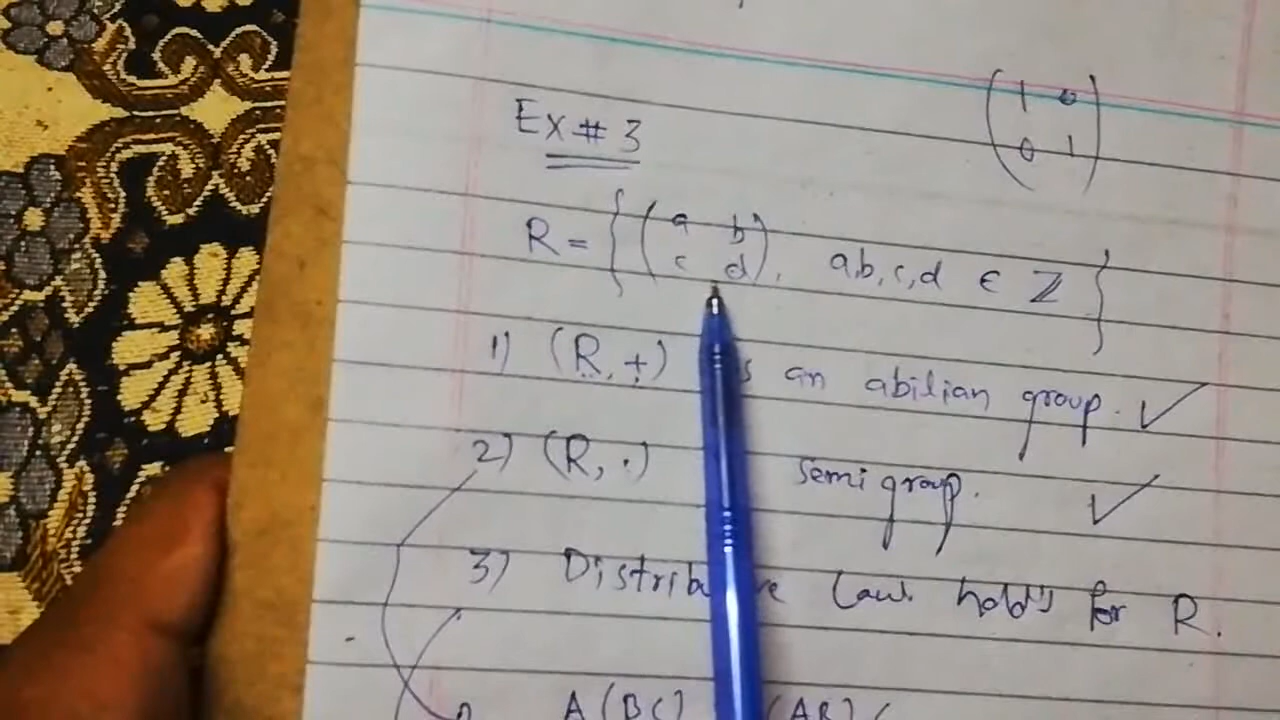 (1 0
0 1)
Ex # 3
R = { (a b
c d), a,b,c,d ∈ ℤ }
1) (R, +) s an abilian group. ✓
2) (R, ·) Semi group. ✓
3) Distrib ve Law holds for R.
A(BC) (AB)